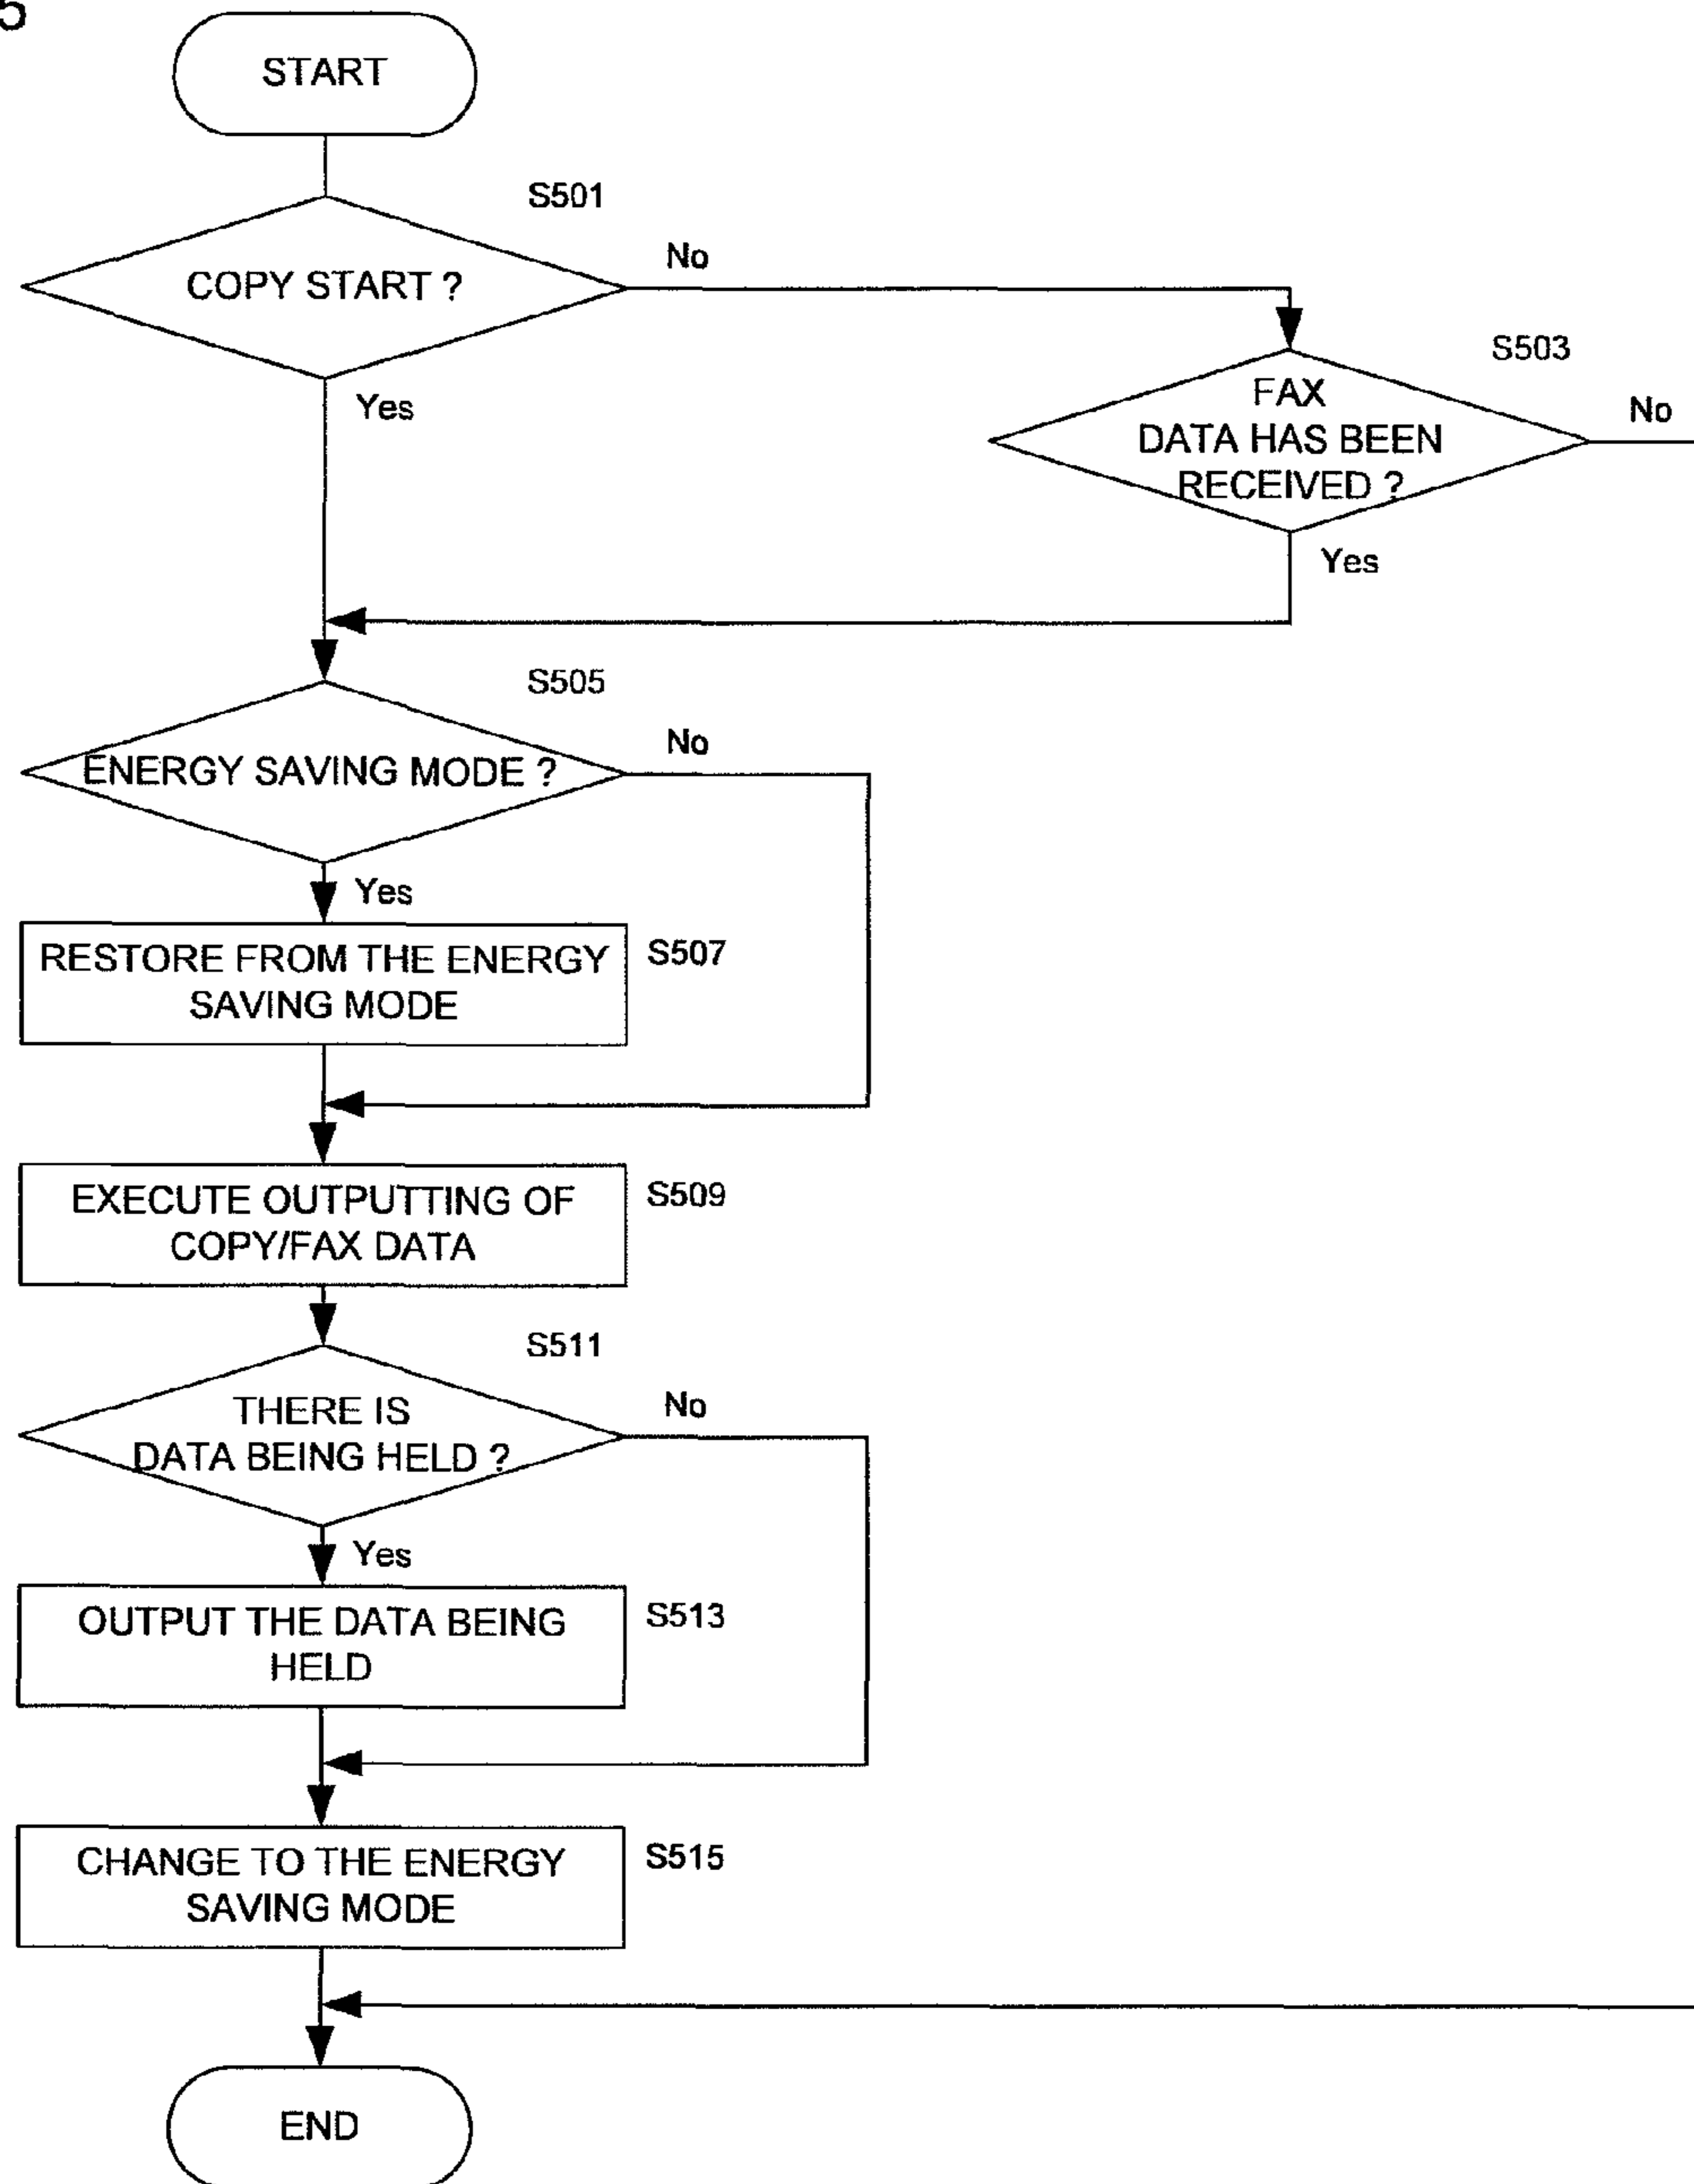 5
START
S501
COPY START ?
No
Yes
S503
FAX
DATA HAS BEEN
RECEIVED ?
No
Yes
S505
ENERGY SAVING MODE ?
No
Yes
RESTORE FROM THE ENERGY
SAVING MODE
S507
EXECUTE OUTPUTTING OF
COPY/FAX DATA
S509
S511
THERE IS
DATA BEING HELD ?
No
Yes
OUTPUT THE DATA BEING
HELD
S513
CHANGE TO THE ENERGY
SAVING MODE
S515
END